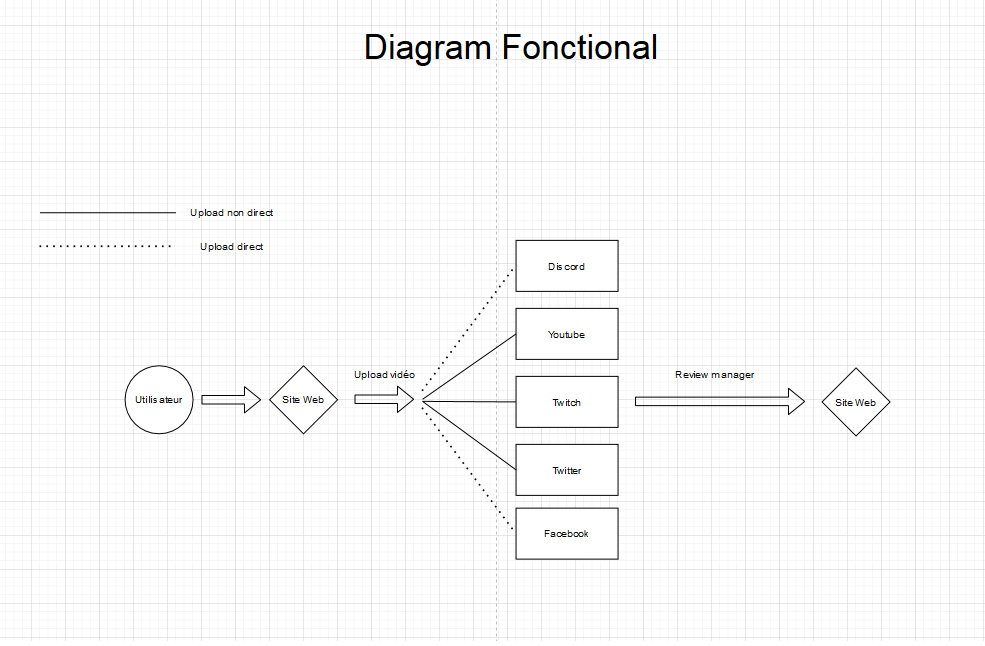 Diagram Fonctional
Upload non direct
Upload direct
Discord
Youtube
Upload vidéo
Review manager
Utilisateur
Site Web
Twitch
Site Web
Twitter
Facebook